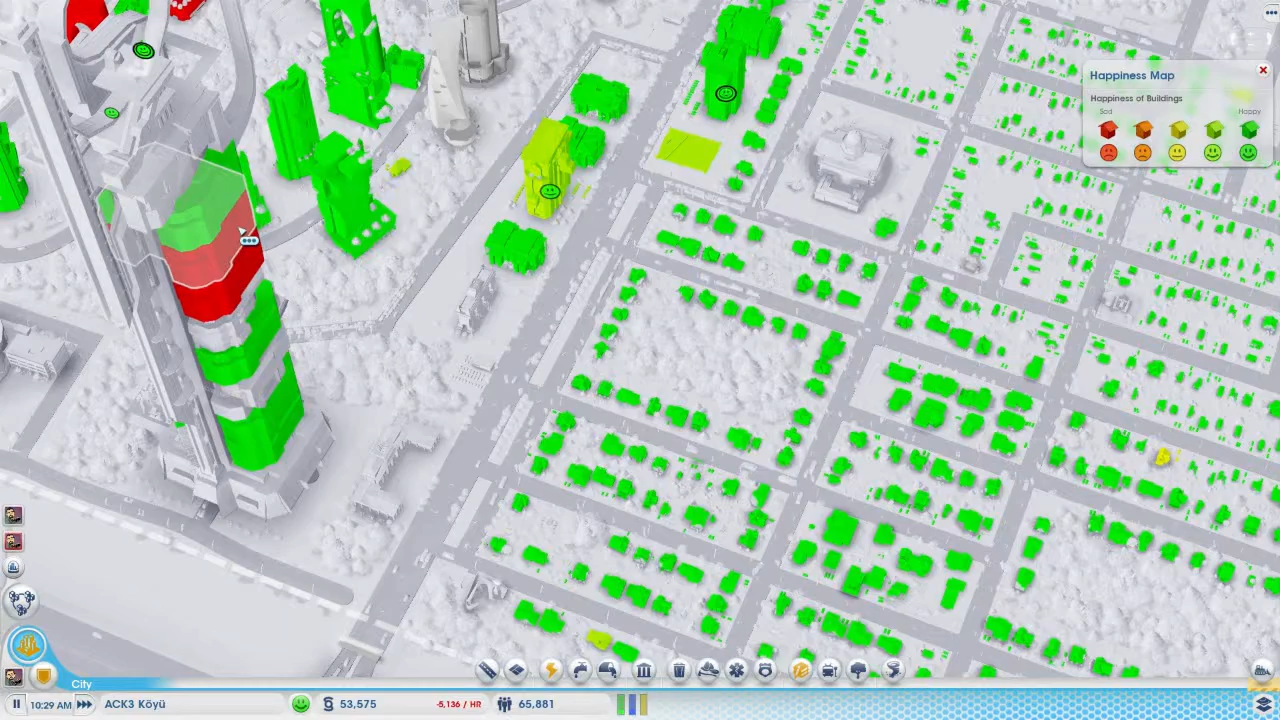 Happiness Map
Happiness of Buildings
Sad Happy
City
10:29 AM ACK3 Köyü 53,575 -5,136 / HR 65,881